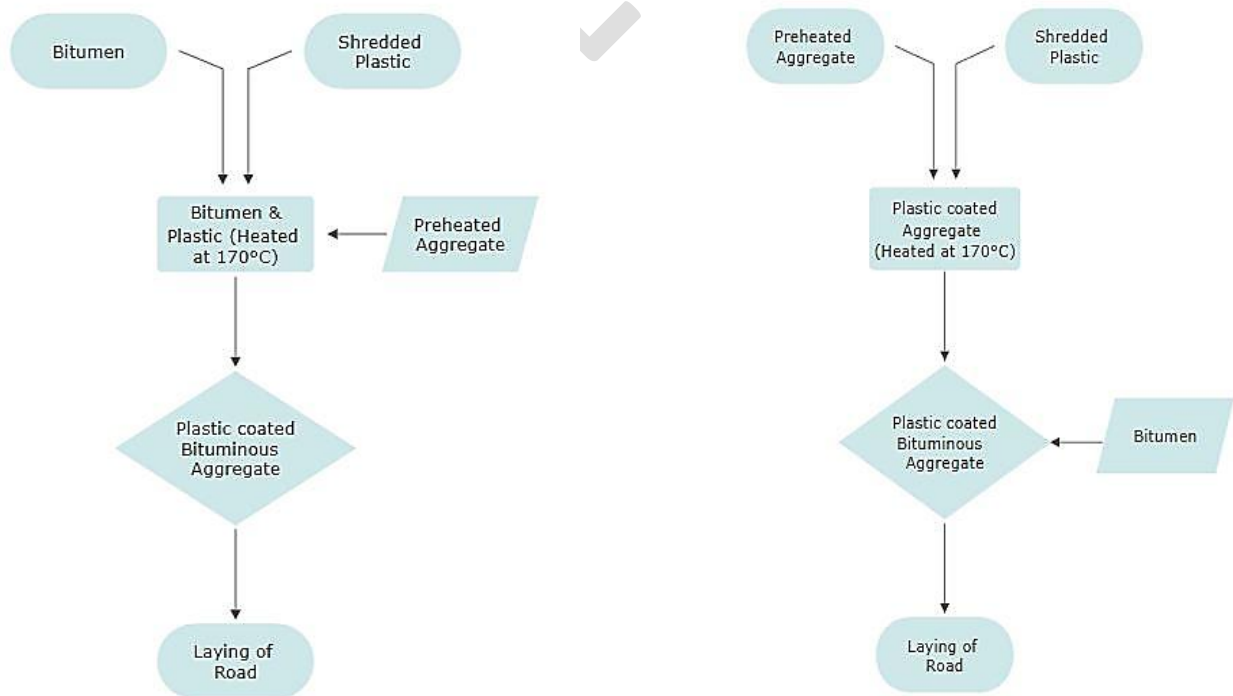 Bitumen
Shredded
Plastic
Bitumen &
Plastic (Heated
at 170°C)
Preheated
Aggregate
Plastic coated
Bituminous
Aggregate
Laying of
Road
Preheated
Aggregate
Shredded
Plastic
Plastic coated
Aggregate
(Heated at 170°C)
Plastic coated
Bituminous
Aggregate
Bitumen
Laying of
Road